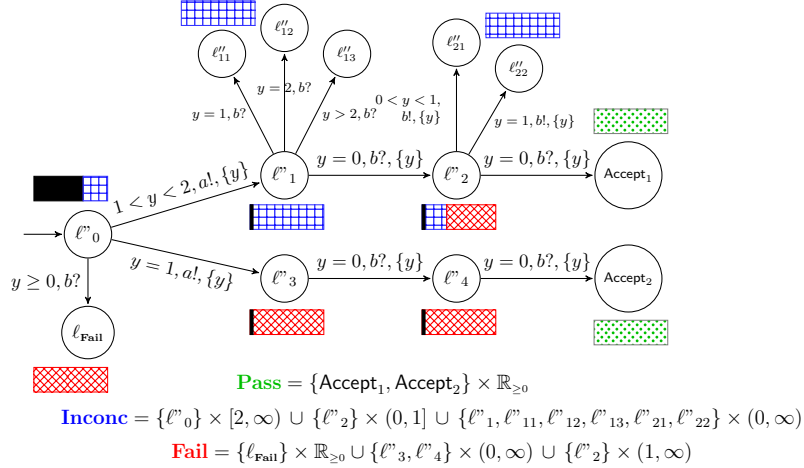 ℓ''₁₂
ℓ''₁₁
ℓ''₁₃
ℓ''₂₁
ℓ''₂₂
y = 1, b?
y = 2, b?
y > 2, b?
0 < y < 1,
b!, {y}
y = 1, b!, {y}
1 < y < 2, a!, {y}
ℓ”₁
y = 0, b?, {y}
ℓ”₂
y = 0, b?, {y}
Accept₁
ℓ”₀
y ≥ 0, b?
y = 1, a!, {y}
ℓ”₃
y = 0, b?, {y}
ℓ”₄
y = 0, b?, {y}
Accept₂
ℓ_Fail
Pass = {Accept₁, Accept₂} × ℝ≥0
Inconc = {ℓ”₀} × [2, ∞) ∪ {ℓ”₂} × (0, 1] ∪ {ℓ”₁, ℓ”₁₁, ℓ”₁₂, ℓ”₁₃, ℓ”₂₁, ℓ”₂₂} × (0, ∞)
Fail = {ℓ_Fail} × ℝ≥0 ∪ {ℓ”₃, ℓ”₄} × (0, ∞) ∪ {ℓ”₂} × (1, ∞)